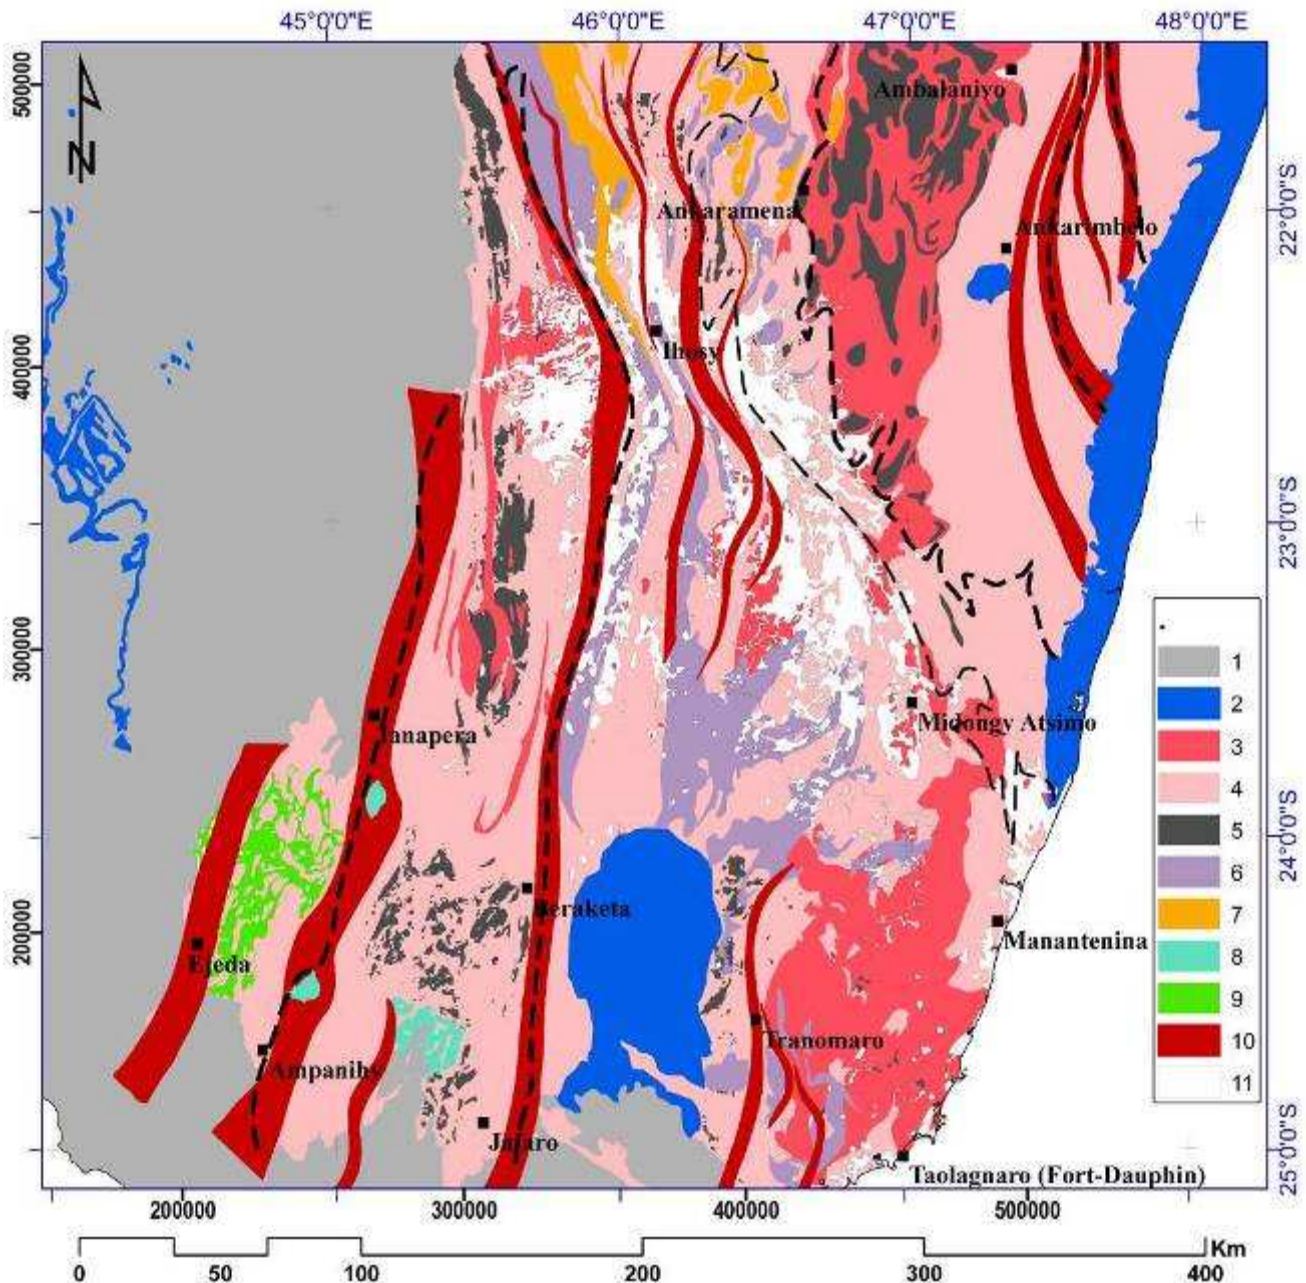 45°0'0"E 46°0'0"E 47°0'0"E 48°0'0"E
500000
N
Ambalaniyo
22°0'0"S
Ankaramena
Ankarimbelo
400000
Ihosy
23°0'0"S
300000
1
2
Midongy Atsimo
3
Janapera
4
5
24°0'0"S
6
Beraketa
7
200000
Manantenina
8
Ejeda
9
10
Tranomaro
Ampanihy
11
Jafaro
25°0'0"S
Taolagnaro (Fort-Dauphin)
200000 300000 400000 500000
Km
0 50 100 200 300 400